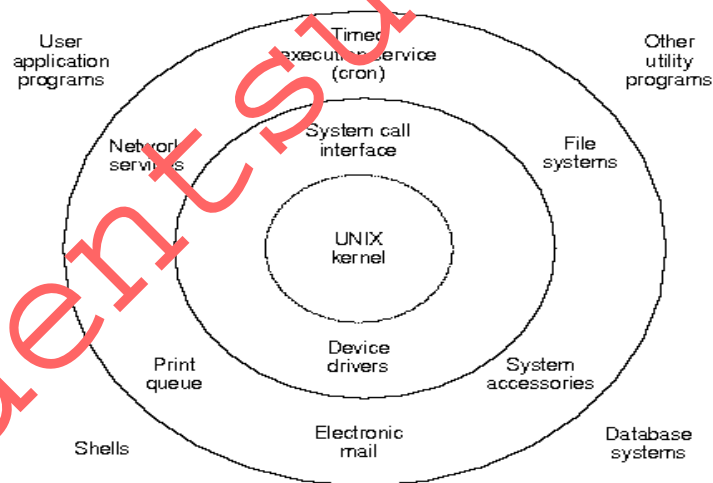 User
application
programs
Timed
execution service
(cron)
Other
utility
programs
Network
services
System call
interface
File
systems
UNIX
kernel
Print
queue
Device
drivers
System
accessories
Shells
Electronic
mail
Database
systems